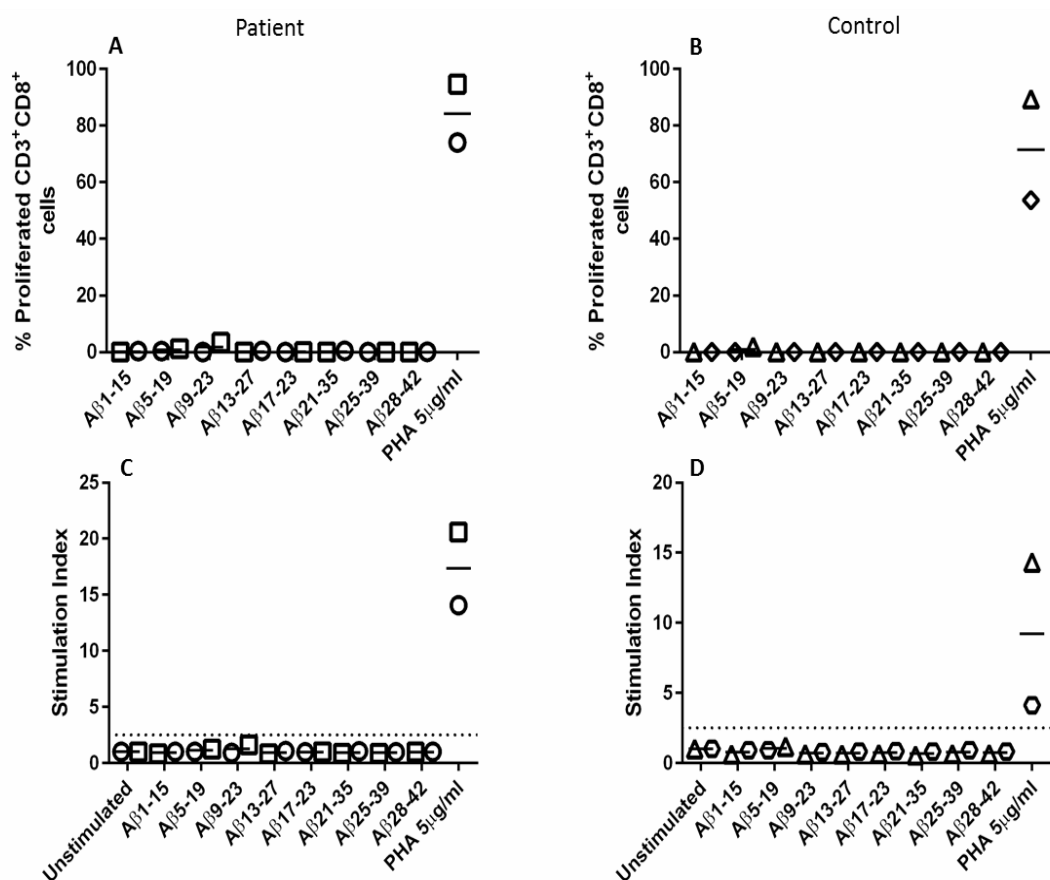 Patient
Control
A
% Proliferated CD3⁺CD8⁺
cells
100
80
60
40
20
0
Aβ1-15
Aβ5-19
Aβ9-23
Aβ13-27
Aβ17-23
Aβ21-35
Aβ25-39
Aβ28-42
PHA 5μg/ml
B
% Proliferated CD3⁺CD8⁺
cells
100
80
60
40
20
0
Aβ1-15
Aβ5-19
Aβ9-23
Aβ13-27
Aβ17-23
Aβ21-35
Aβ25-39
Aβ28-42
PHA 5μg/ml
C
Stimulation Index
25
20
15
10
5
0
Unstimulated
Aβ1-15
Aβ5-19
Aβ9-23
Aβ13-27
Aβ17-23
Aβ21-35
Aβ25-39
Aβ28-42
PHA 5μg/ml
D
Stimulation Index
20
15
10
5
0
Unstimulated
Aβ1-15
Aβ5-19
Aβ9-23
Aβ13-27
Aβ17-23
Aβ21-35
Aβ25-39
Aβ28-42
PHA 5μg/ml